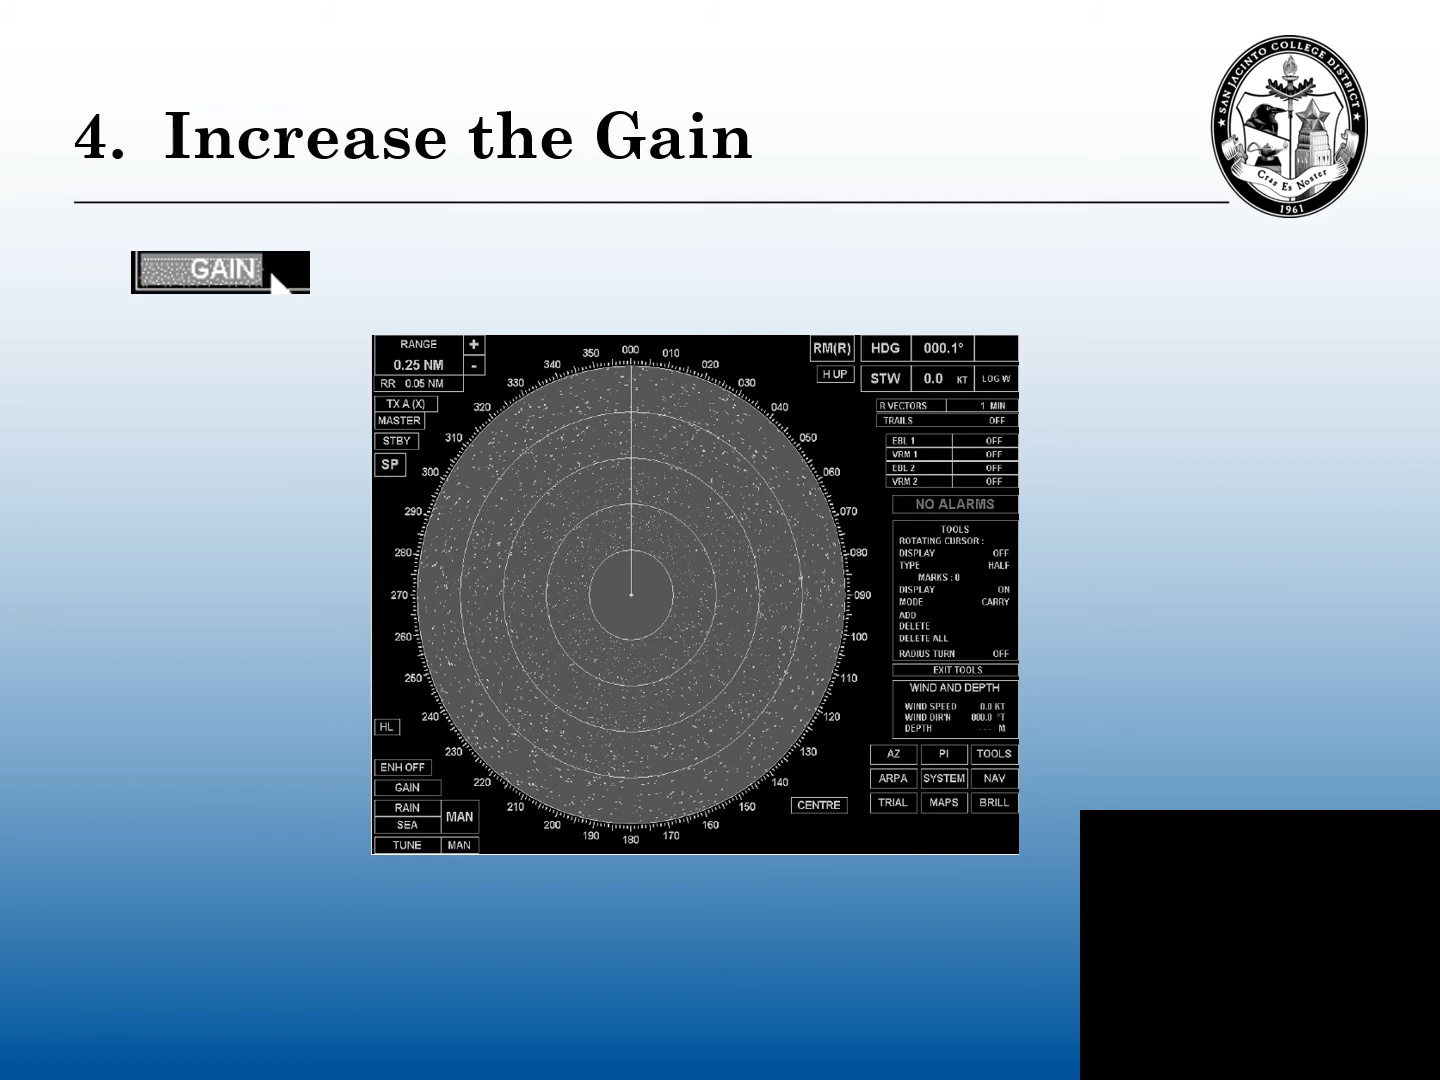 4. Increase the Gain
SAN JACINTO COLLEGE DISTRICT
Cras Es Noster
1961
GAIN
RANGE
0.25 NM
+
-
RR 0.05 NM
TX A (X)
MASTER
STBY
SP
HL
ENH OFF
GAIN
RAIN
SEA
MAN
TUNE MAN
000
010
020
030
040
050
060
070
080
090
100
110
120
130
140
150
160
170
180
190
200
210
220
230
240
250
260
270
280
290
300
310
320
330
340
350
CENTRE
RM(R)
H UP
HDG 000.1°
STW 0.0 KT LOG W
R VECTORS 1 MIN
TRAILS OFF
EBL 1 OFF
VRM 1 OFF
EBL 2 OFF
VRM 2 OFF
NO ALARMS
TOOLS
ROTATING CURSOR :
DISPLAY OFF
TYPE HALF
MARKS : 0
DISPLAY ON
MODE CARRY
ADD
DELETE
DELETE ALL
RADIUS TURN OFF
EXIT TOOLS
WIND AND DEPTH
WIND SPEED 0.0 KT
WIND DIR'N 000.0 °T
DEPTH --- M
AZ PI TOOLS
ARPA SYSTEM NAV
TRIAL MAPS BRILL